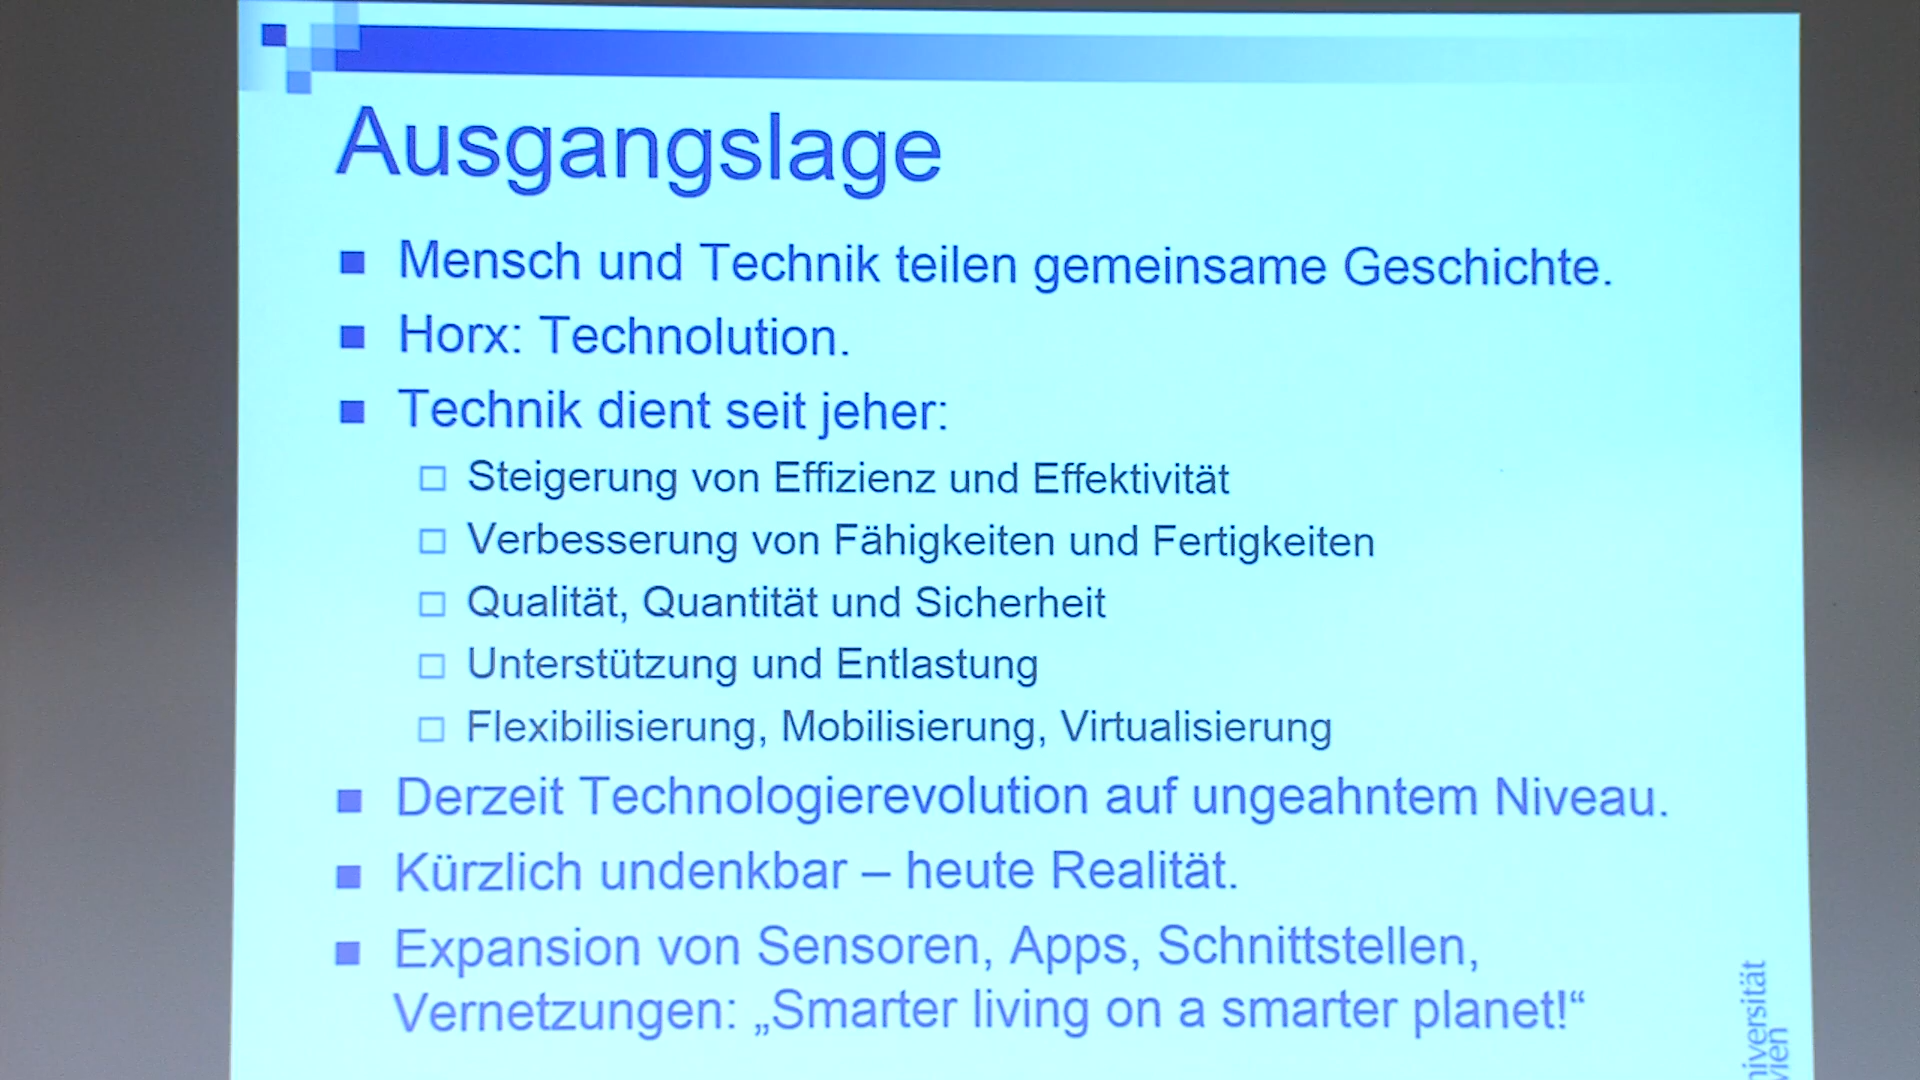 Ausgangslage
Mensch und Technik teilen gemeinsame Geschichte.
Horx: Technolution.
Technik dient seit jeher:
Steigerung von Effizienz und Effektivität
Verbesserung von Fähigkeiten und Fertigkeiten
Qualität, Quantität und Sicherheit
Unterstützung und Entlastung
Flexibilisierung, Mobilisierung, Virtualisierung
Derzeit Technologierevolution auf ungeahntem Niveau.
Kürzlich undenkbar – heute Realität.
Expansion von Sensoren, Apps, Schnittstellen,
Vernetzungen: „Smarter living on a smarter planet!“